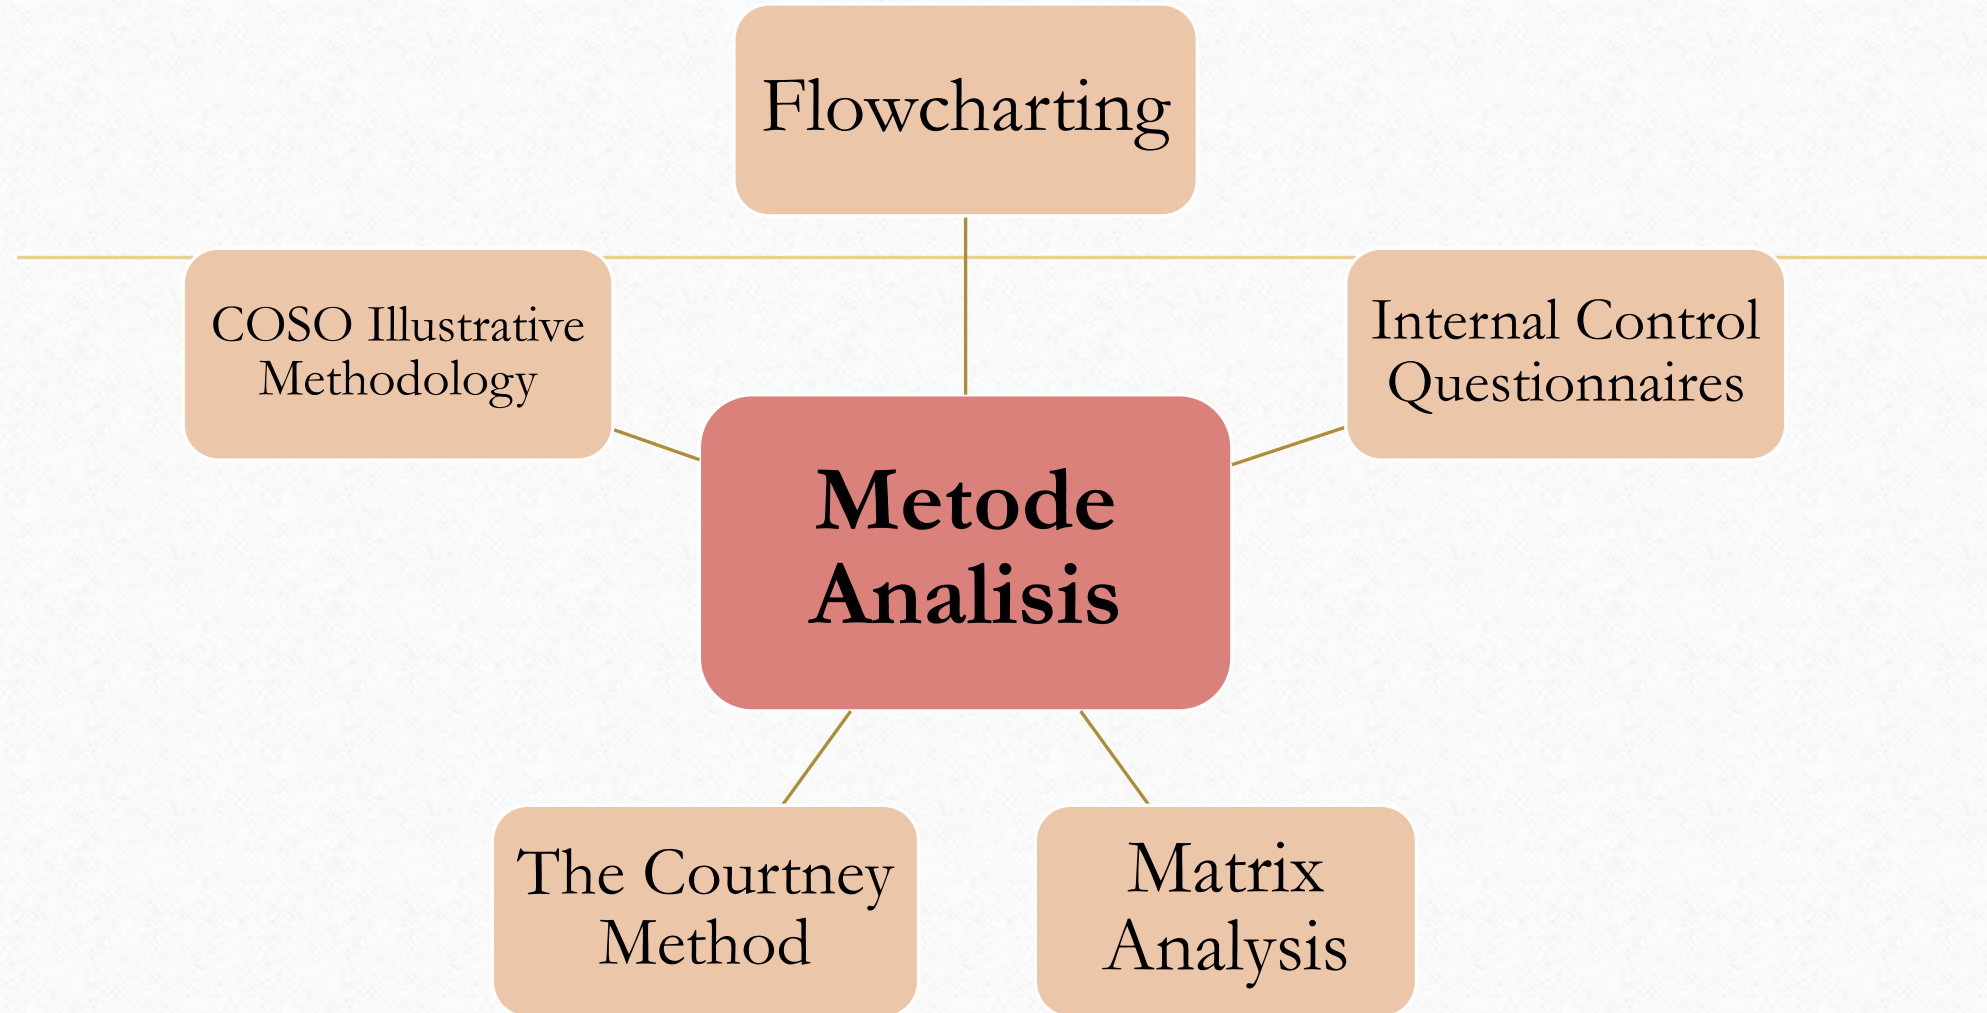 Flowcharting
COSO Illustrative
Methodology
Internal Control
Questionnaires
Metode
Analisis
The Courtney
Method
Matrix
Analysis